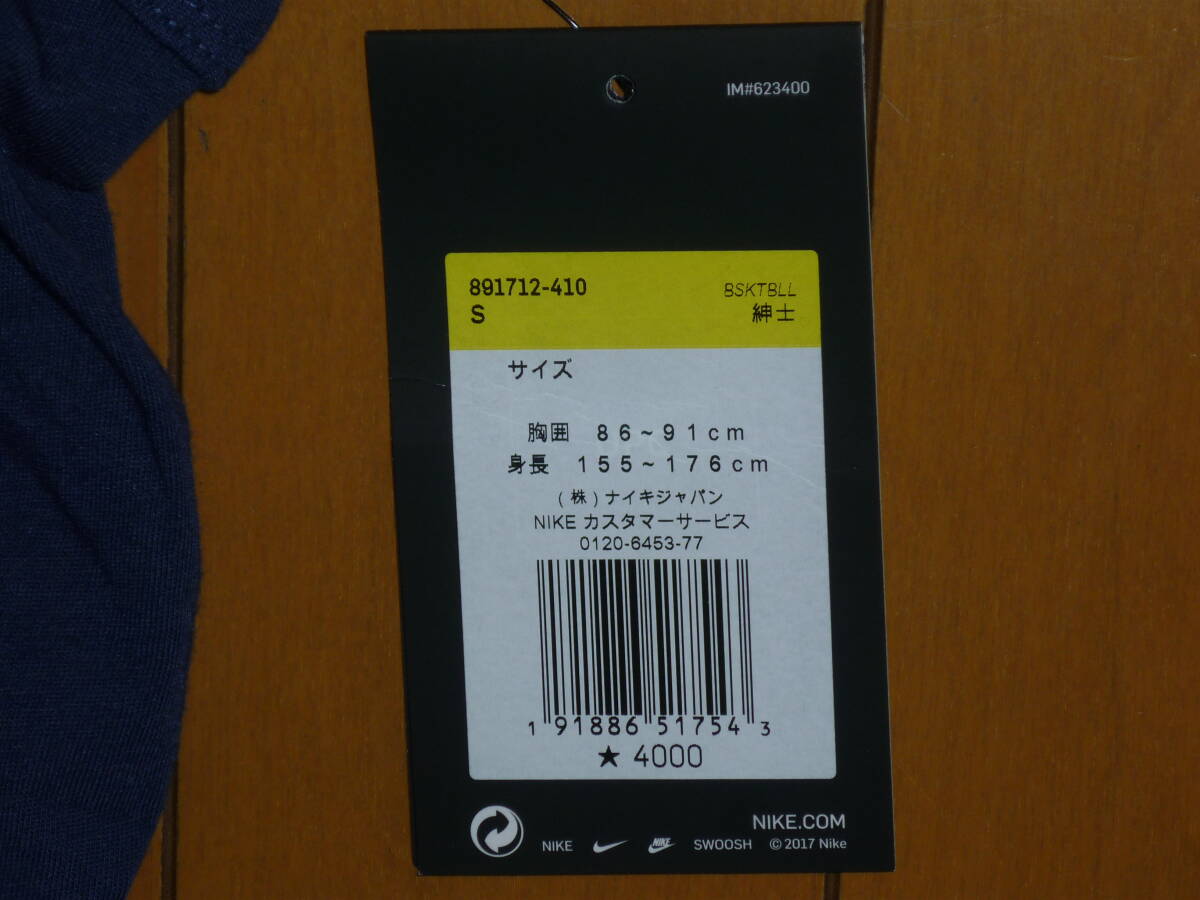 IM#623400
891712-410 BSKTBLL
S 紳士
サイズ
胸囲 86~91cm
身長 155~176cm
(株)ナイキジャパン
NIKE カスタマーサービス
0120-6453-77
1 91886 51754 3
★ 4000
NIKE.COM
NIKE NIKE SWOOSH © 2017 Nike